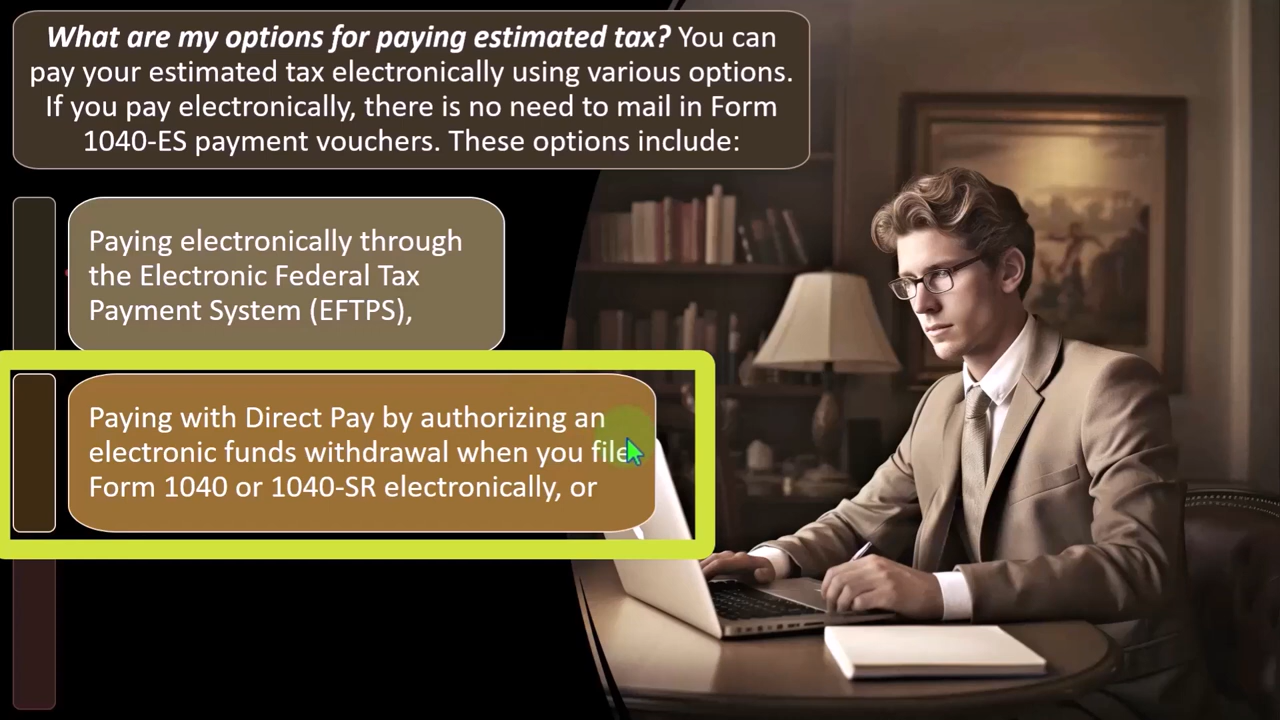 What are my options for paying estimated tax? You can
pay your estimated tax electronically using various options.
If you pay electronically, there is no need to mail in Form
1040-ES payment vouchers. These options include:
Paying electronically through
the Electronic Federal Tax
Payment System (EFTPS),
Paying with Direct Pay by authorizing an
electronic funds withdrawal when you file
Form 1040 or 1040-SR electronically, or